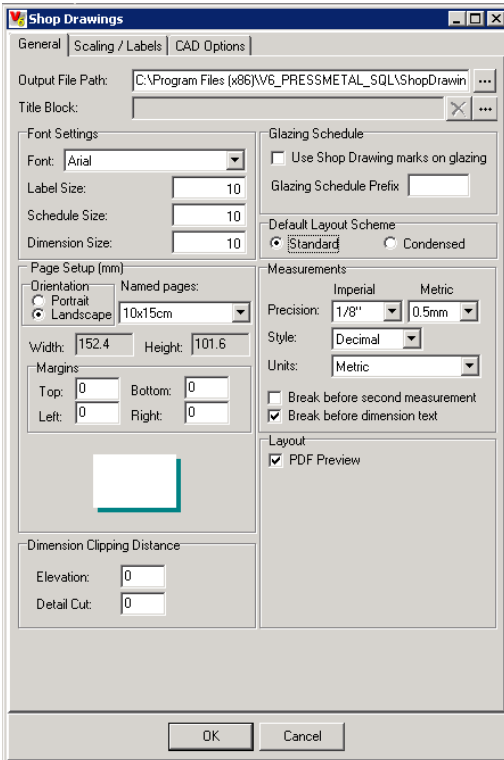 Shop Drawings
General
Scaling / Labels
CAD Options
Output File Path: C:\Program Files (x86)\V6_PRESSMETAL_SQL\ShopDrawin ...
Title Block: ...
Font Settings
Font: Arial
Label Size: 10
Schedule Size: 10
Dimension Size: 10
Glazing Schedule
Use Shop Drawing marks on glazing
Glazing Schedule Prefix
Default Layout Scheme
Standard Condensed
Page Setup (mm)
Orientation
Portrait
Landscape
Named pages:
10x15cm
Width: 152.4 Height: 101.6
Margins
Top: 0 Bottom: 0
Left: 0 Right: 0
Measurements
Imperial Metric
Precision: 1/8" 0.5mm
Style: Decimal
Units: Metric
Break before second measurement
Break before dimension text
Layout
PDF Preview
Dimension Clipping Distance
Elevation: 0
Detail Cut: 0
OK Cancel